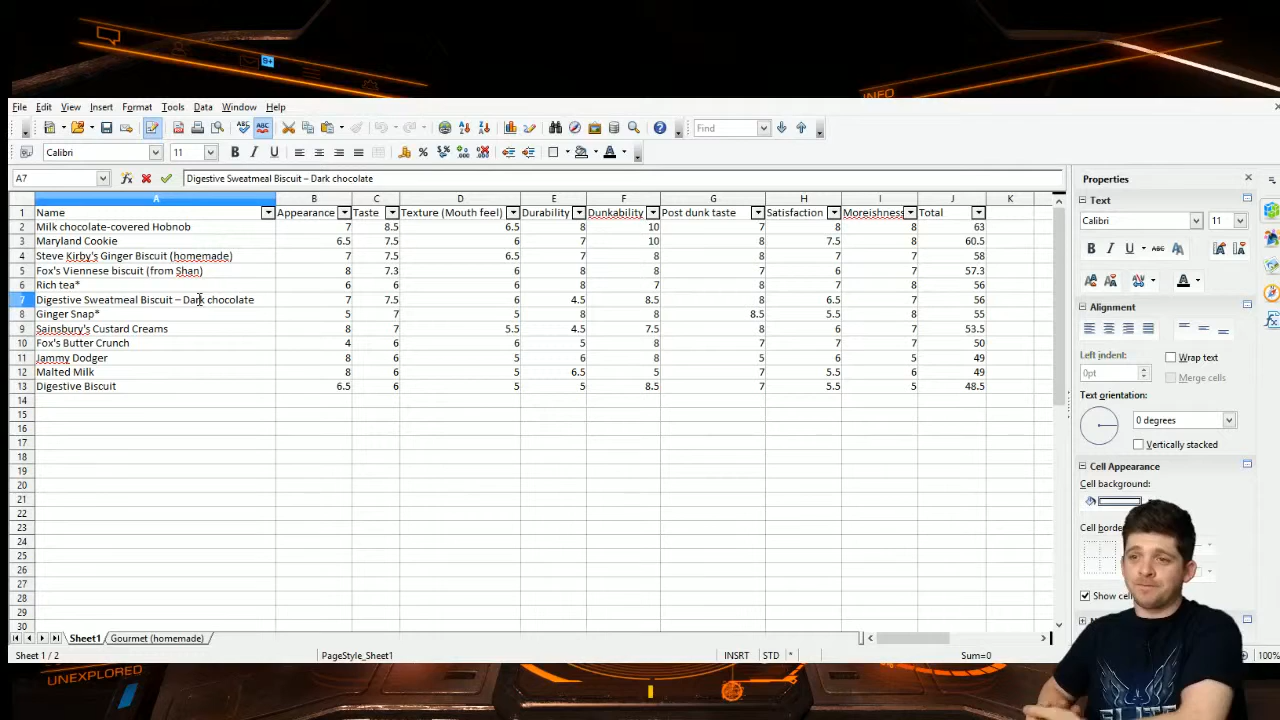 INFO
File Edit View Insert Format Tools Data Window Help
Find
Calibri 11
A7 Digestive Sweatmeal Biscuit – Dark chocolate
Properties
A B C D E F G H I J K
1 Name Appearance Taste Texture (Mouth feel) Durability Dunkability Post dunk taste Satisfaction Moreishness Total
2 Milk chocolate-covered Hobnob 7 8.5 6.5 8 10 7 8 8 63
3 Maryland Cookie 6.5 7.5 6 7 10 8 7.5 8 60.5
4 Steve Kirby's Ginger Biscuit (homemade) 7 7.5 6.5 7 8 8 7 7 58
5 Fox's Viennese biscuit (from Shan) 8 7.3 6 8 8 7 6 7 57.3
6 Rich tea* 6 6 6 8 7 8 7 8 56
7 Digestive Sweatmeal Biscuit – Dark chocolate 7 7.5 6 4.5 8.5 8 6.5 7 56
8 Ginger Snap* 5 7 5 8 8 8.5 5.5 8 55
9 Sainsbury's Custard Creams 8 7 5.5 4.5 7.5 8 6 7 53.5
10 Fox's Butter Crunch 4 6 6 5 8 7 7 7 50
11 Jammy Dodger 8 6 5 6 8 5 6 5 49
12 Malted Milk 8 6 5 6.5 5 7 5.5 6 49
13 Digestive Biscuit 6.5 6 5 5 8.5 7 5.5 5 48.5
14
15
16
17
18
19
20
21
22
23
24
25
26
27
28
29
30
Text
Calibri 11
Alignment
Left indent:
0pt
Wrap text
Merge cells
Text orientation:
0 degrees
Vertically stacked
Cell Appearance
Cell background:
Cell bord
Show cel
Sheet1 Gourmet (homemade)
Sheet 1 / 2 PageStyle_Sheet1 INSRT STD * Sum=0 100%
UNEXPLORED